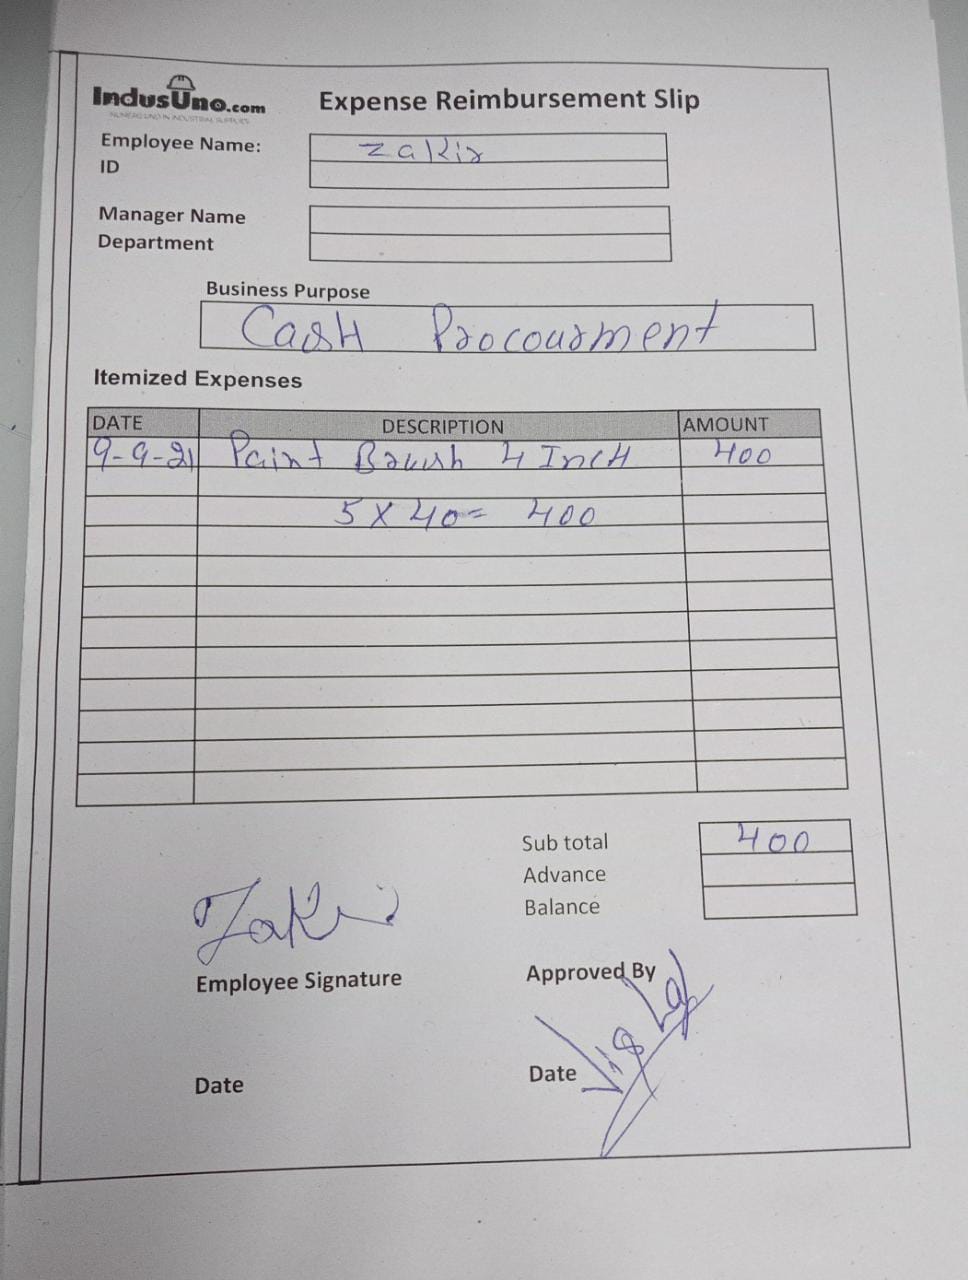 IndusUno.com
NUMERO UNO IN INDUSTRIAL SUPPLIES
Expense Reimbursement Slip
Employee Name: Zakir
ID
Manager Name
Department
Business Purpose
Cash Procourment
Itemized Expenses
DATE DESCRIPTION AMOUNT
9-9-21 Paint Brush 4 Inch 400
5 X 40= 400
Sub total 400
Advance
Balance
Zakir
Employee Signature
Approved By
Date
Date